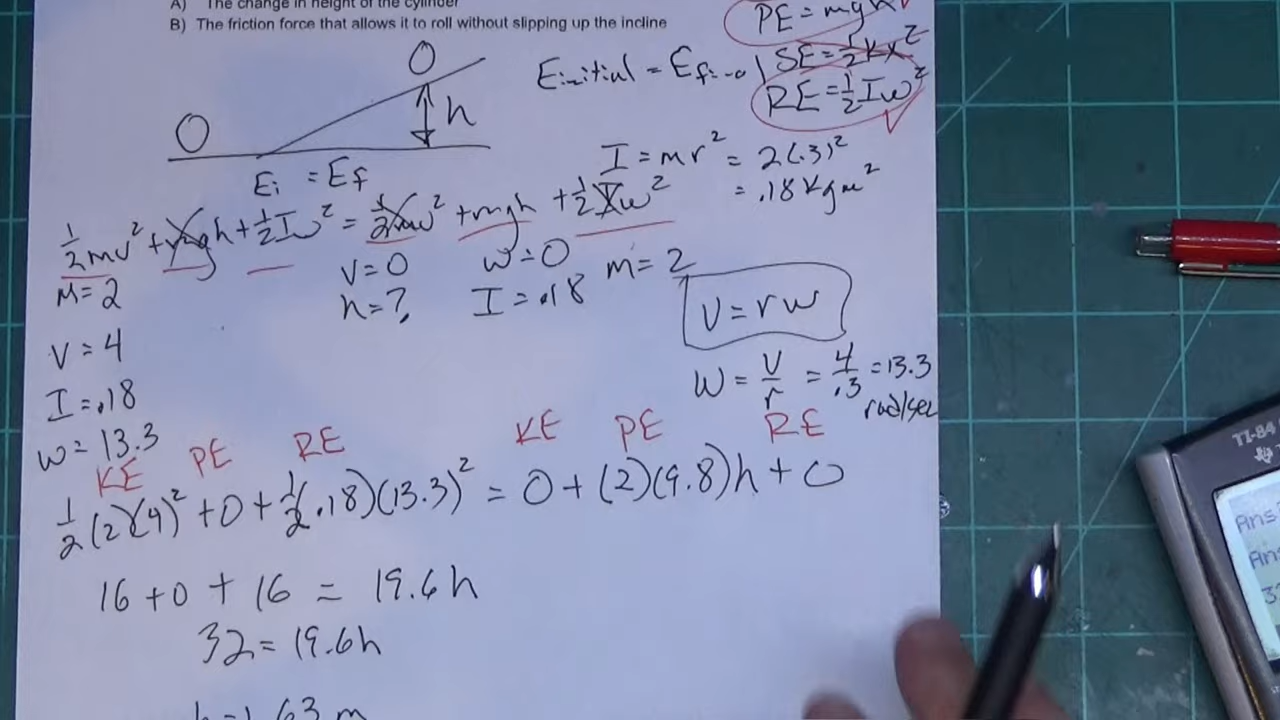 A) The change in height of the cylinder
B) The friction force that allows it to roll without slipping up the incline
PE = mgh
SE = ½kx²
RE = ½Iω²
Einitial = Efinal
h
I = mr² = 2(.3)²
= .18 kgm²
Ei = Ef
½mv² + mgh + ½Iω² = ½mv² + mgh + ½Iω²
m = 2
v = 0
ω = 0
m = 2
h = ?
I = .18
v = rω
v = 4
ω = v/r = 4/.3 = 13.3
rad/sec
I = .18
ω = 13.3
KE PE RE KE PE RE
½(2)(4)² + 0 + ½(.18)(13.3)² = 0 + (2)(9.8)h + 0
16 + 0 + 16 = 19.6h
32 = 19.6h
h = 1.63 m
TI-84
Ans